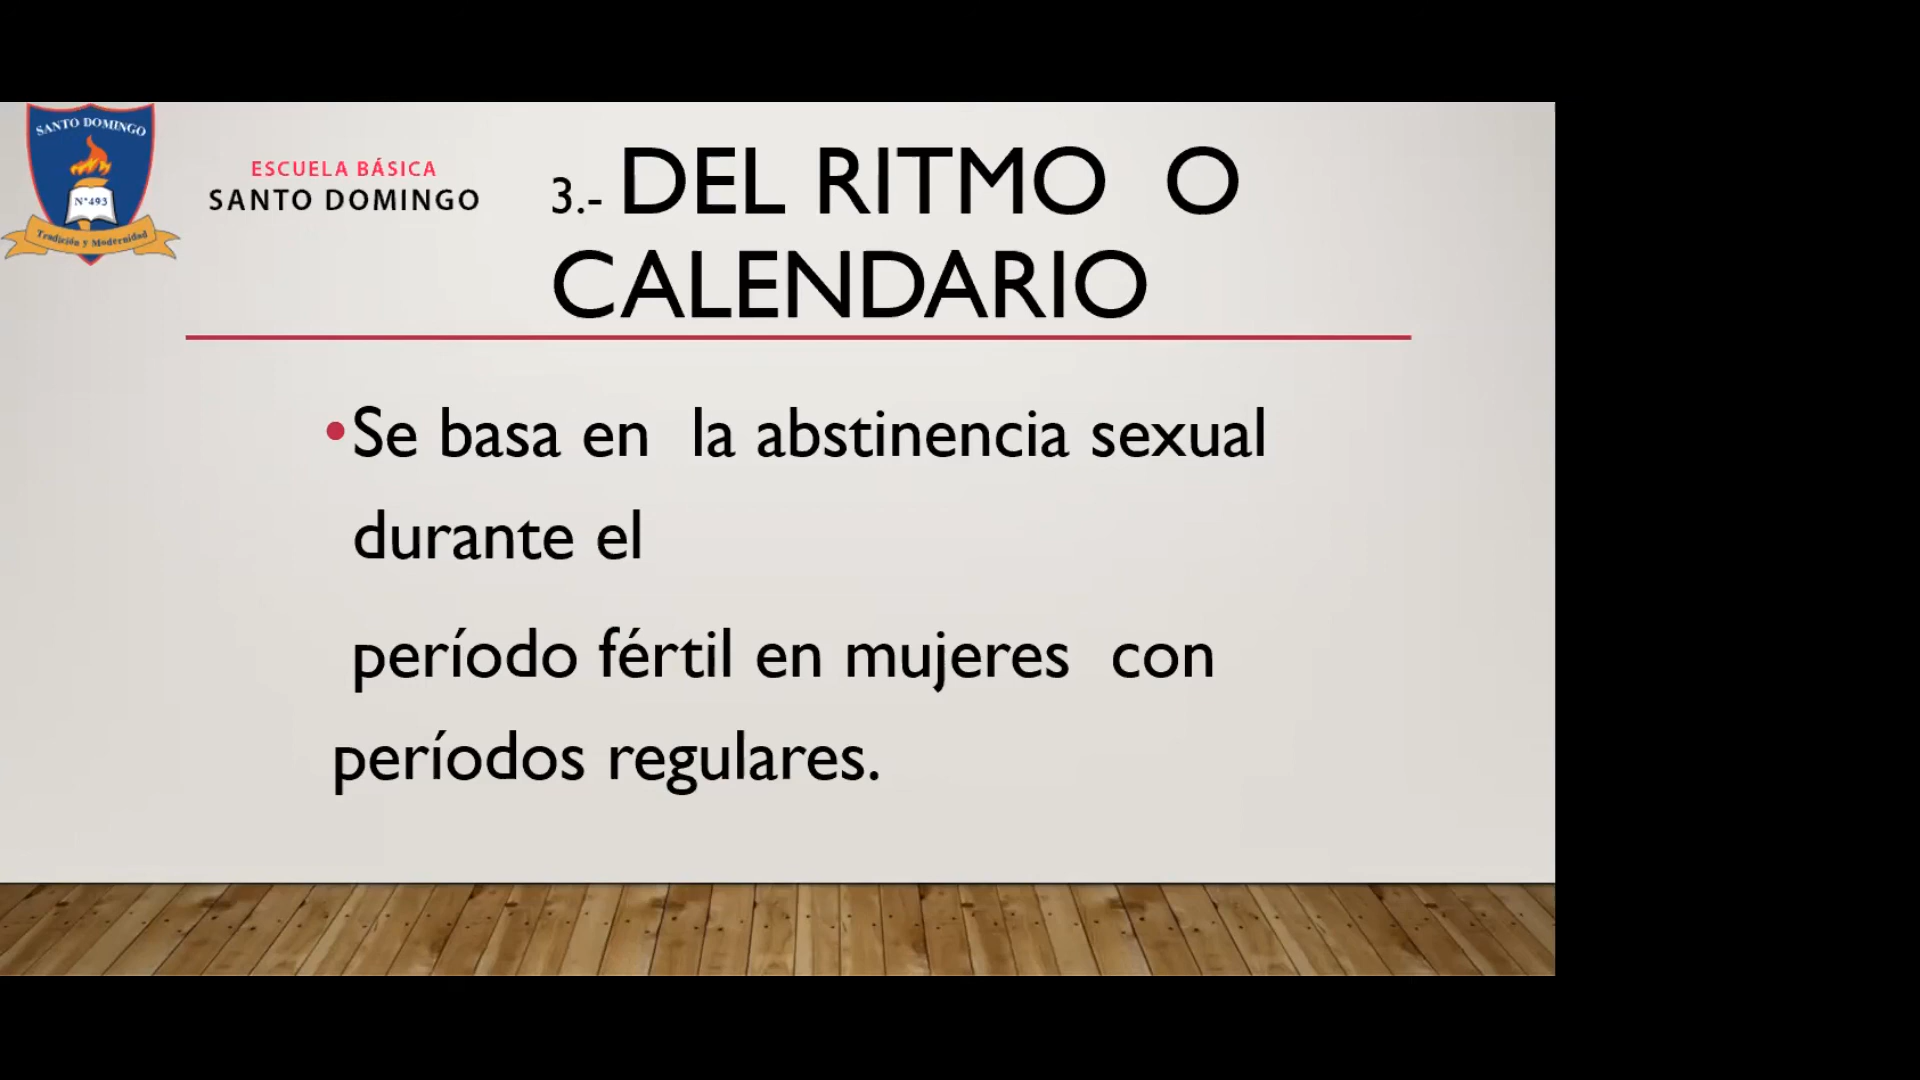 SANTO DOMINGO
N°493
Tradición y Modernidad
ESCUELA BÁSICA
SANTO DOMINGO
3.- DEL RITMO O
CALENDARIO
•Se basa en la abstinencia sexual
durante el
período fértil en mujeres con
períodos regulares.